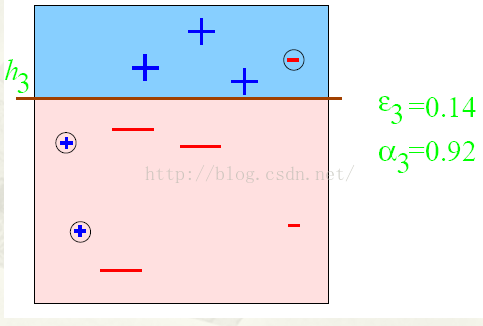 h3
ε3=0.14
α3=0.92
http://blog.csdn.net/